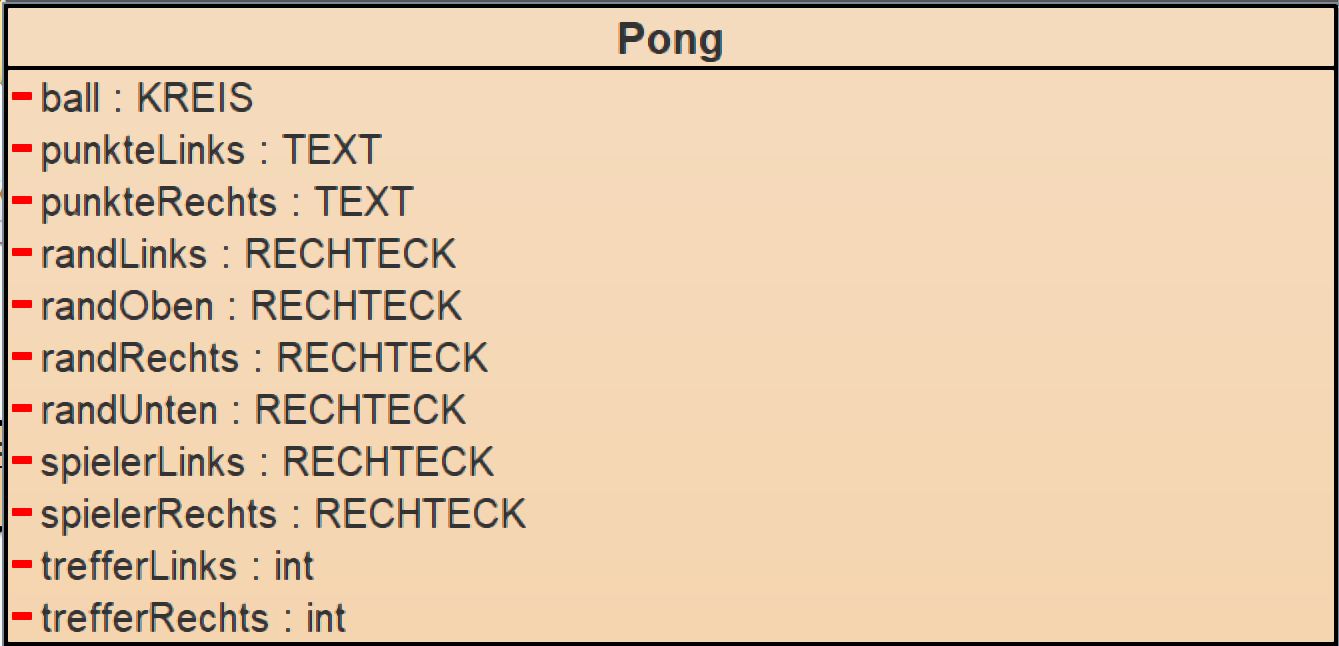 Pong
- ball : KREIS
- punkteLinks : TEXT
- punkteRechts : TEXT
- randLinks : RECHTECK
- randOben : RECHTECK
- randRechts : RECHTECK
- randUnten : RECHTECK
- spielerLinks : RECHTECK
- spielerRechts : RECHTECK
- trefferLinks : int
- trefferRechts : int